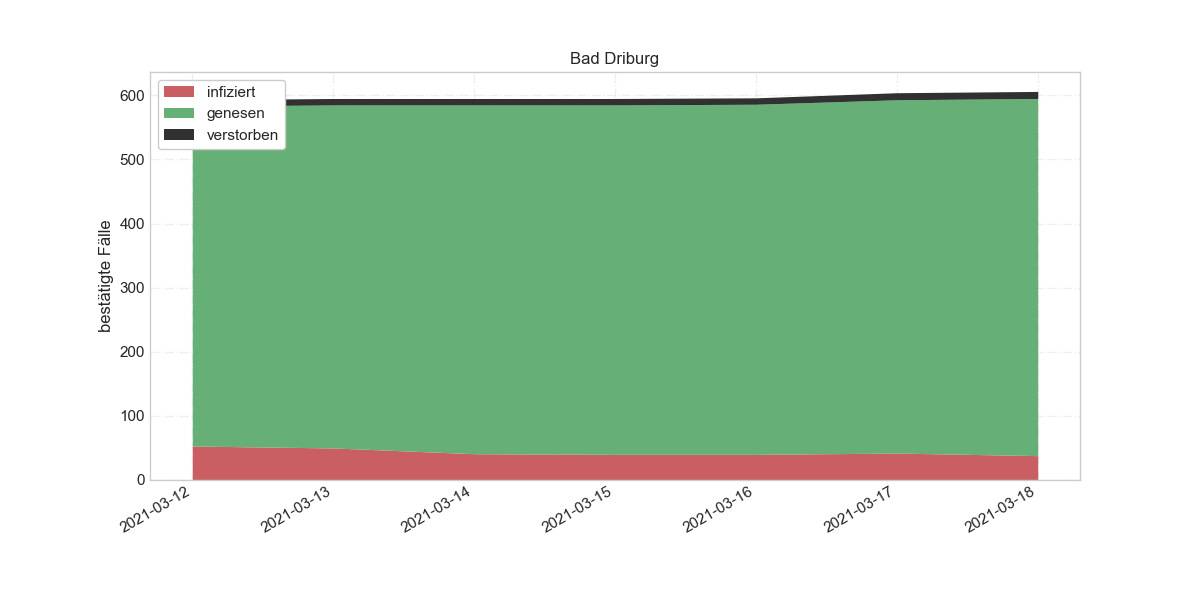 Bad Driburg
infiziert
genesen
verstorben
bestätigte Fälle
600
500
400
300
200
100
0
2021-03-12
2021-03-13
2021-03-14
2021-03-15
2021-03-16
2021-03-17
2021-03-18